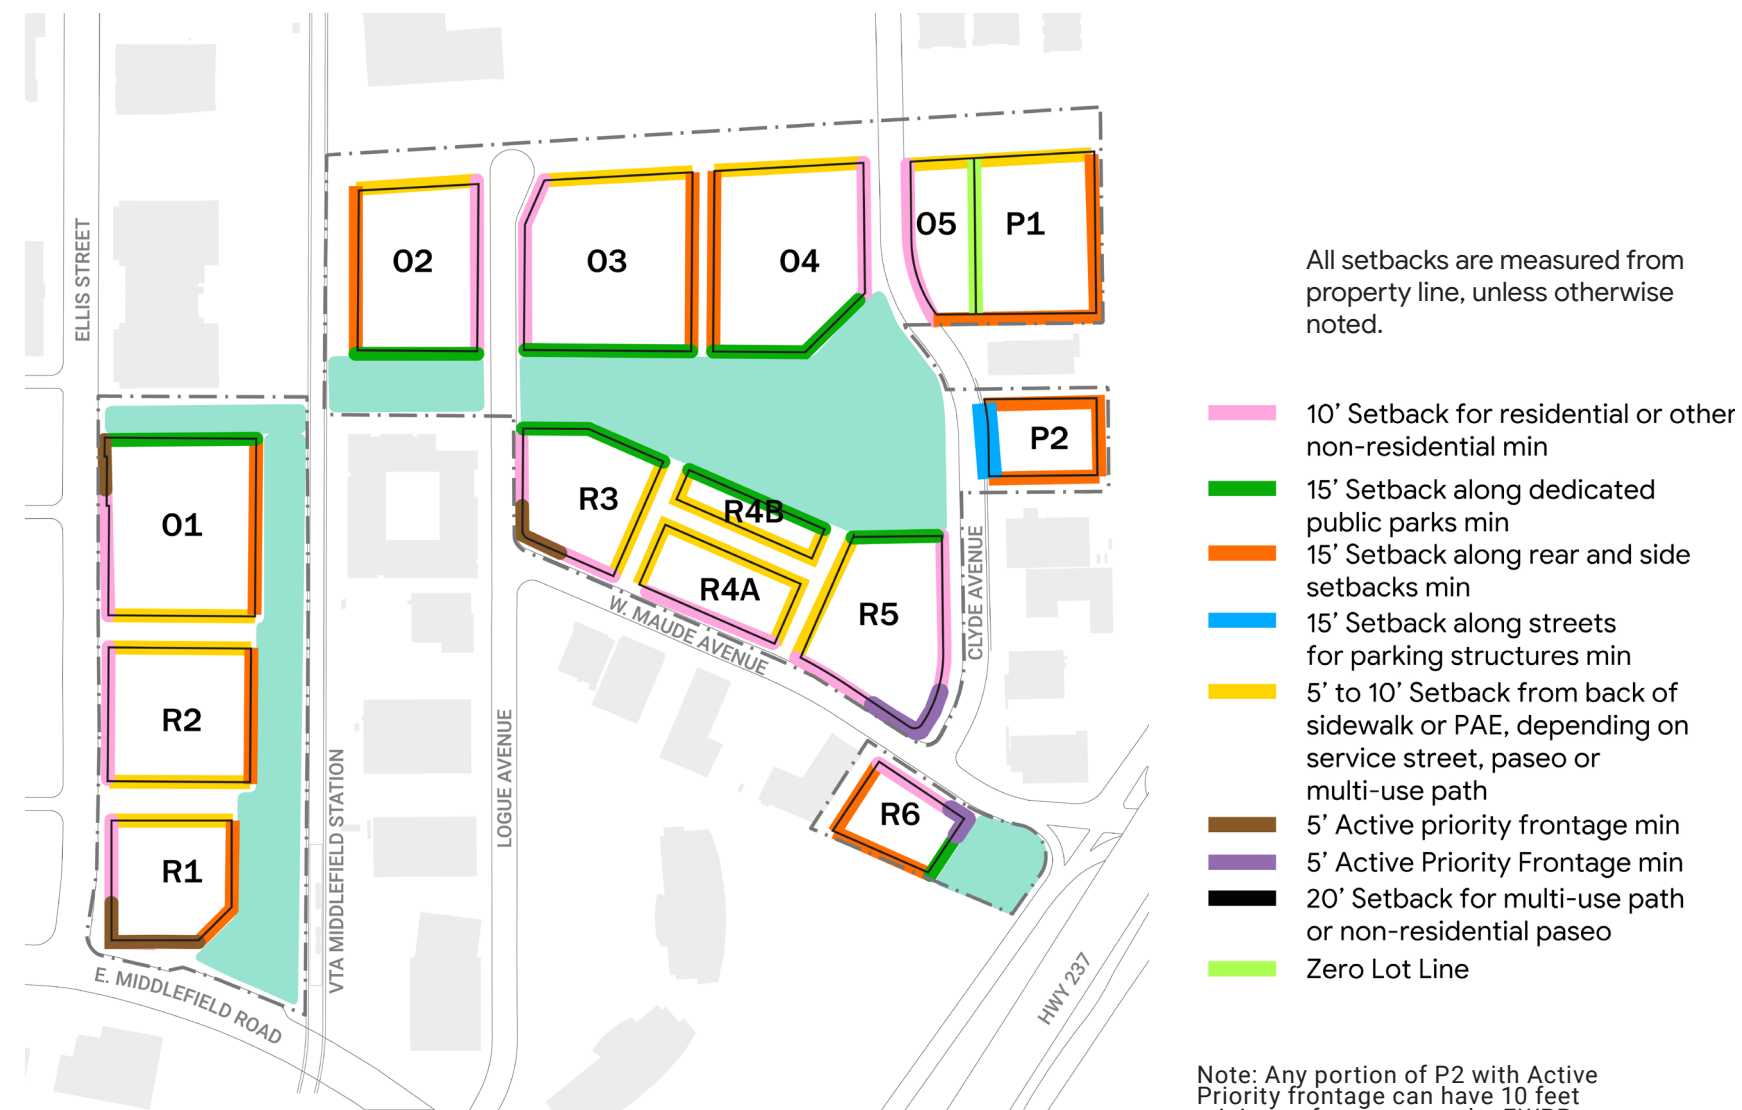 ELLIS STREET
O2
O3
O4
O5
P1
P2
O1
R3
R4B
R4A
R5
R2
R6
R1
W. MAUDE AVENUE
CLYDE AVENUE
LOGUE AVENUE
VTA MIDDLEFIELD STATION
E. MIDDLEFIELD ROAD
HWY 237
All setbacks are measured from
property line, unless otherwise
noted.
10’ Setback for residential or other
non-residential min
15’ Setback along dedicated
public parks min
15’ Setback along rear and side
setbacks min
15’ Setback along streets
for parking structures min
5’ to 10’ Setback from back of
sidewalk or PAE, depending on
service street, paseo or
multi-use path
5’ Active priority frontage min
5’ Active Priority Frontage min
20’ Setback for multi-use path
or non-residential paseo
Zero Lot Line
Note: Any portion of P2 with Active
Priority frontage can have 10 feet